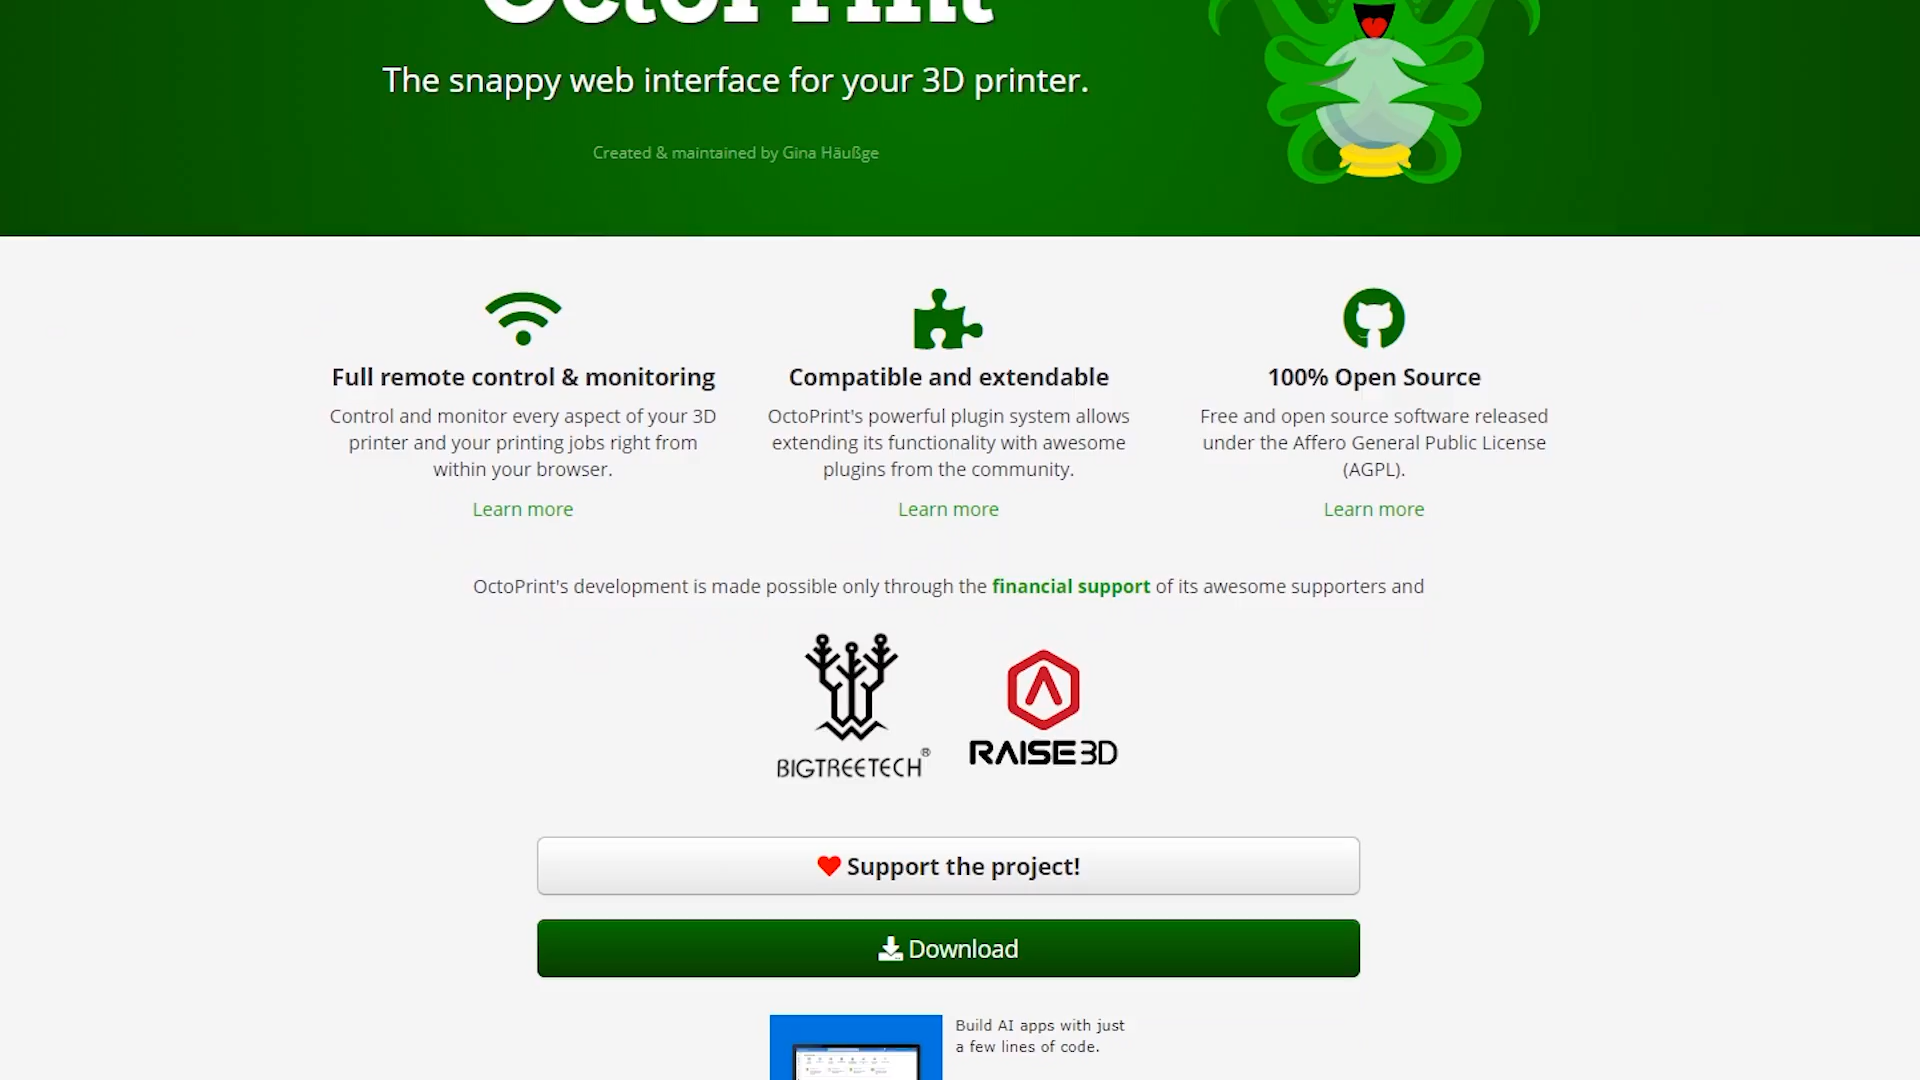 OctoPrint
The snappy web interface for your 3D printer.
Created & maintained by Gina Häußge
Full remote control & monitoring
Control and monitor every aspect of your 3D
printer and your printing jobs right from
within your browser.
Learn more
Compatible and extendable
OctoPrint's powerful plugin system allows
extending its functionality with awesome
plugins from the community.
Learn more
100% Open Source
Free and open source software released
under the Affero General Public License
(AGPL).
Learn more
OctoPrint's development is made possible only through the financial support of its awesome supporters and
BIGTREETECH®
RAISE3D
Support the project!
Download
Build AI apps with just
a few lines of code.